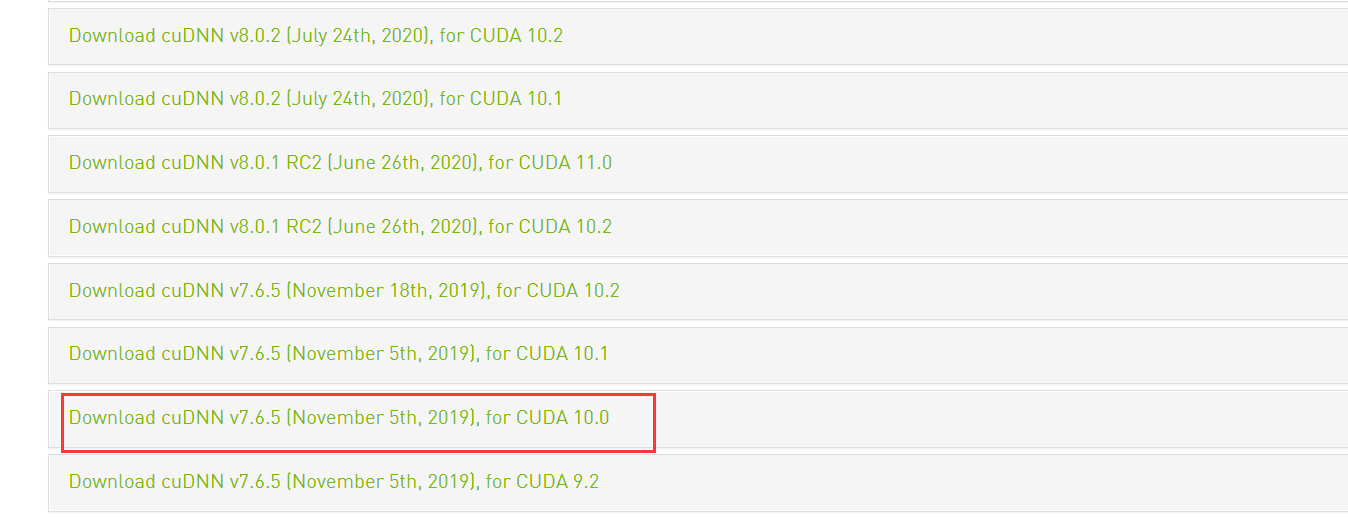 Download cuDNN v8.0.2 (July 24th, 2020), for CUDA 10.2
Download cuDNN v8.0.2 (July 24th, 2020), for CUDA 10.1
Download cuDNN v8.0.1 RC2 (June 26th, 2020), for CUDA 11.0
Download cuDNN v8.0.1 RC2 (June 26th, 2020), for CUDA 10.2
Download cuDNN v7.6.5 (November 18th, 2019), for CUDA 10.2
Download cuDNN v7.6.5 (November 5th, 2019), for CUDA 10.1
Download cuDNN v7.6.5 (November 5th, 2019), for CUDA 10.0
Download cuDNN v7.6.5 (November 5th, 2019), for CUDA 9.2